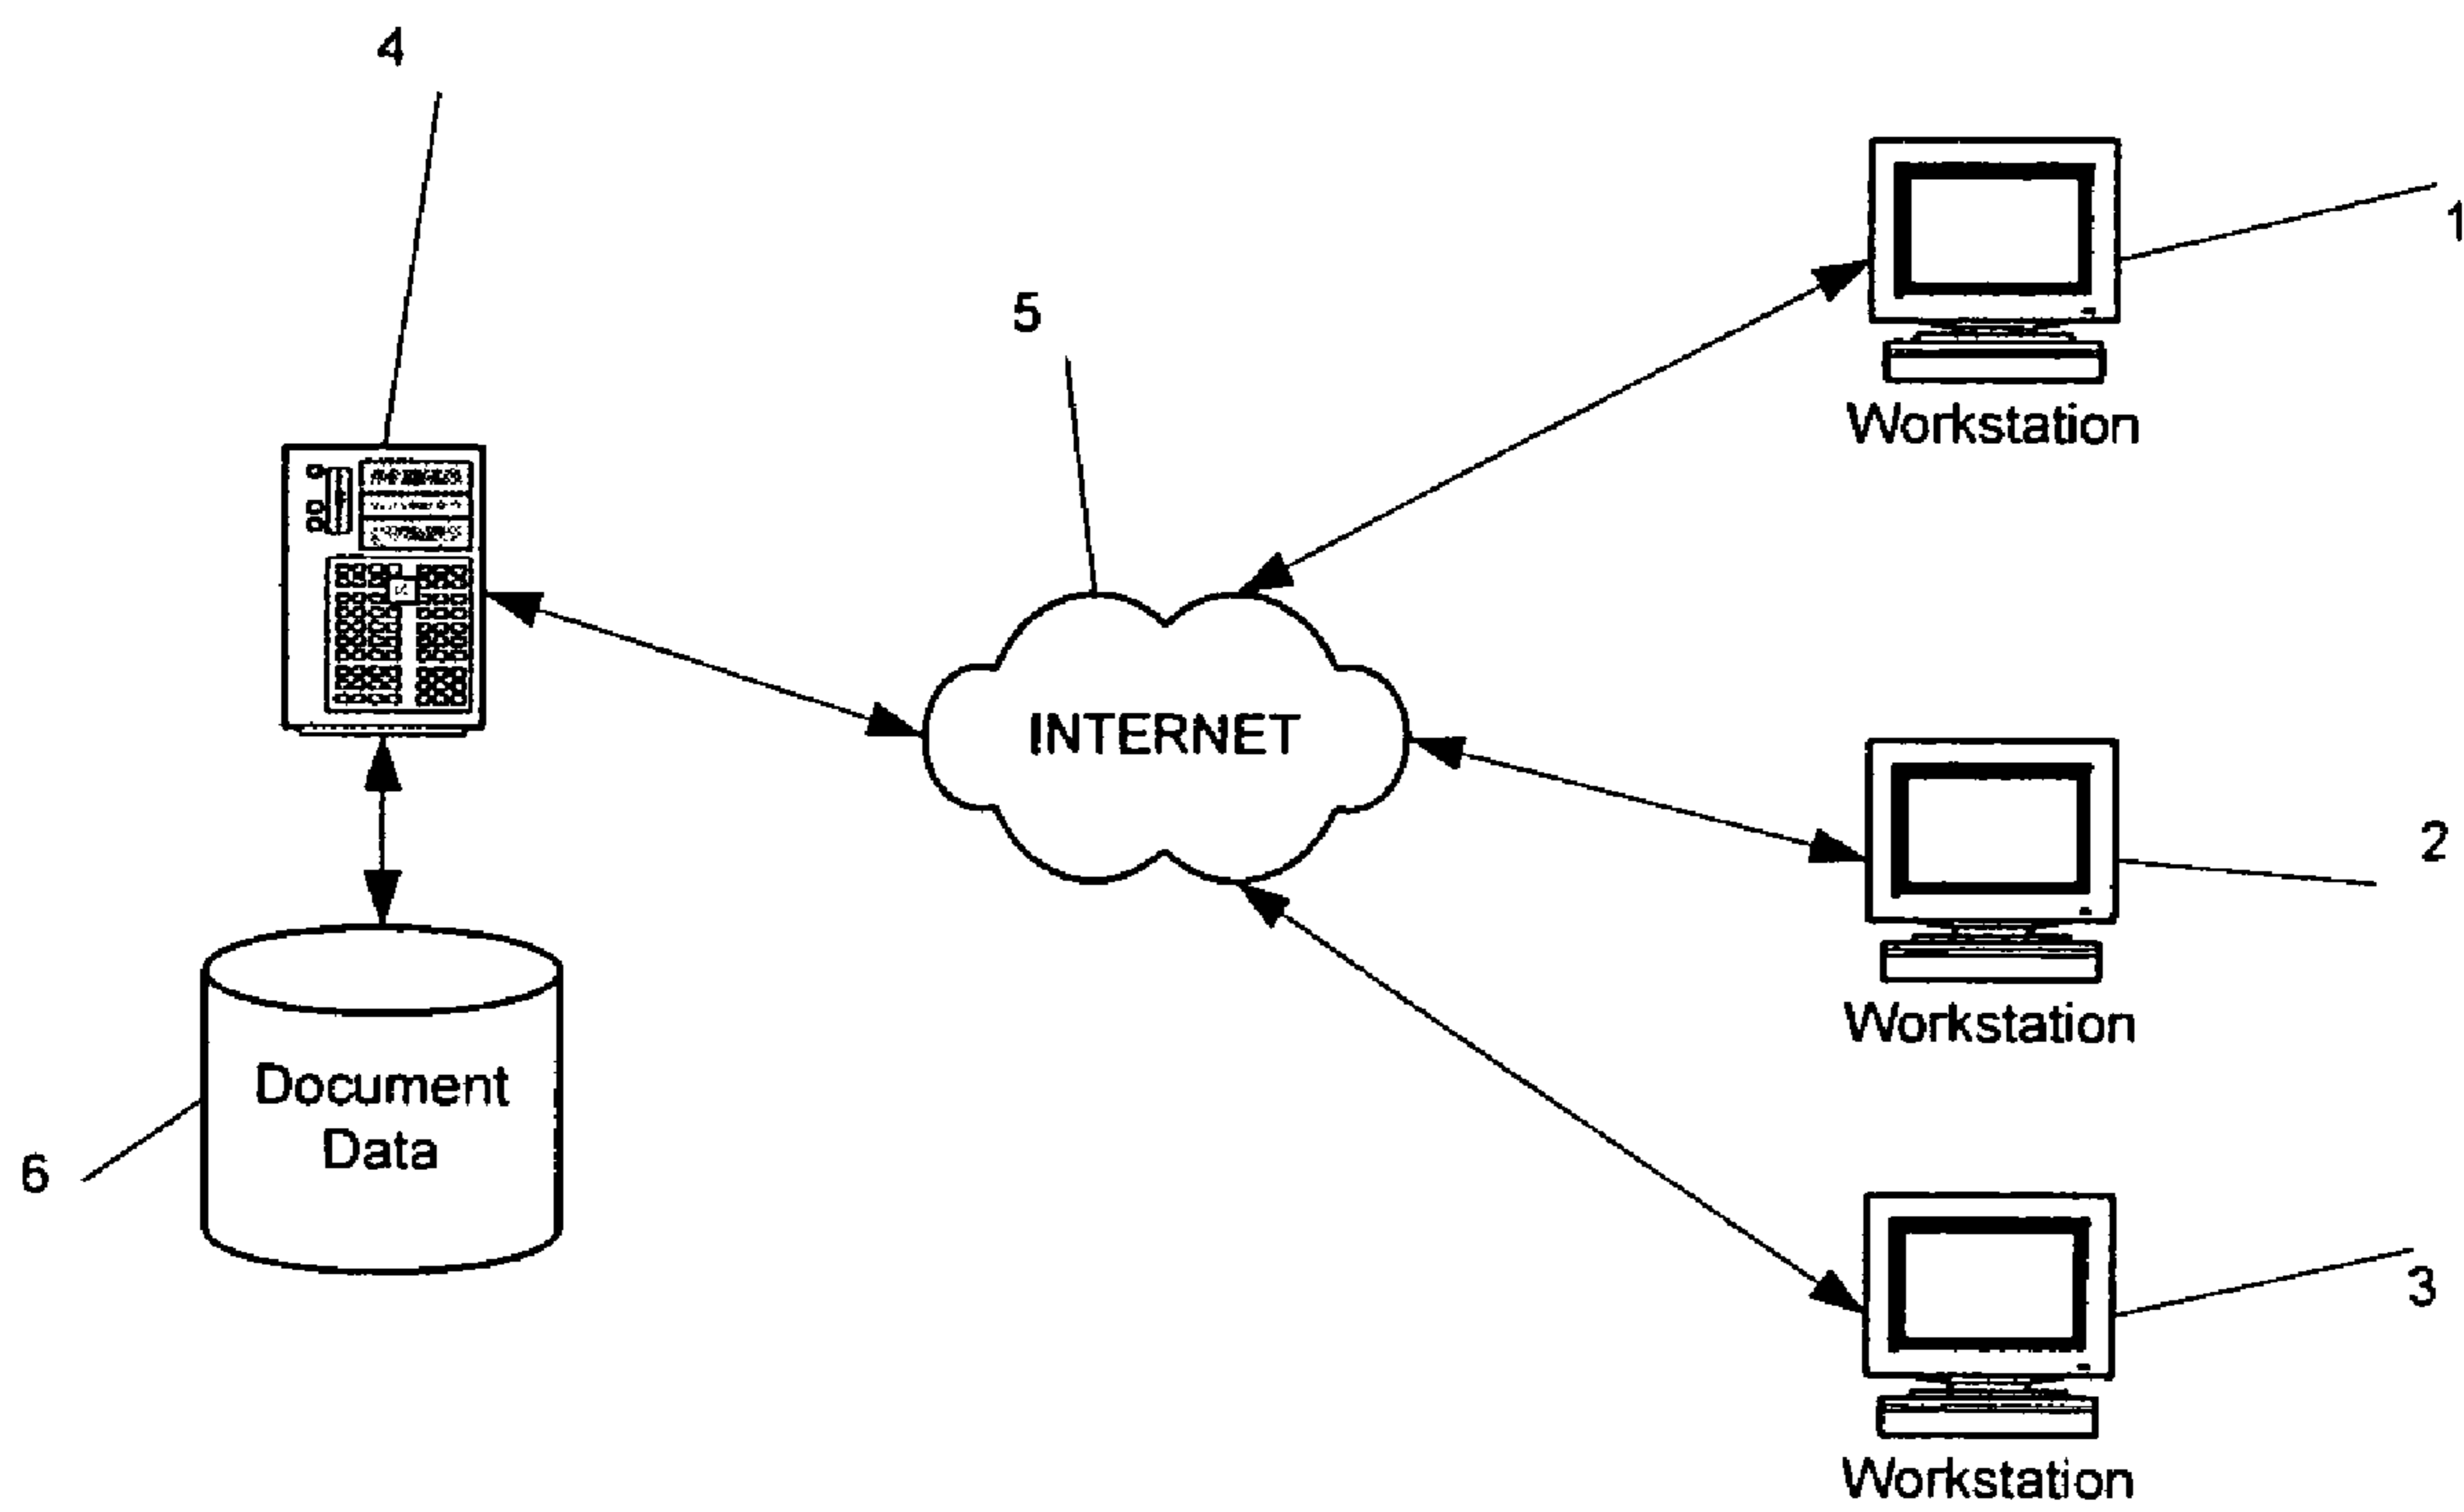 4
1
5
Workstation
INTERNET
2
Workstation
Document
Data
6
3
Workstation